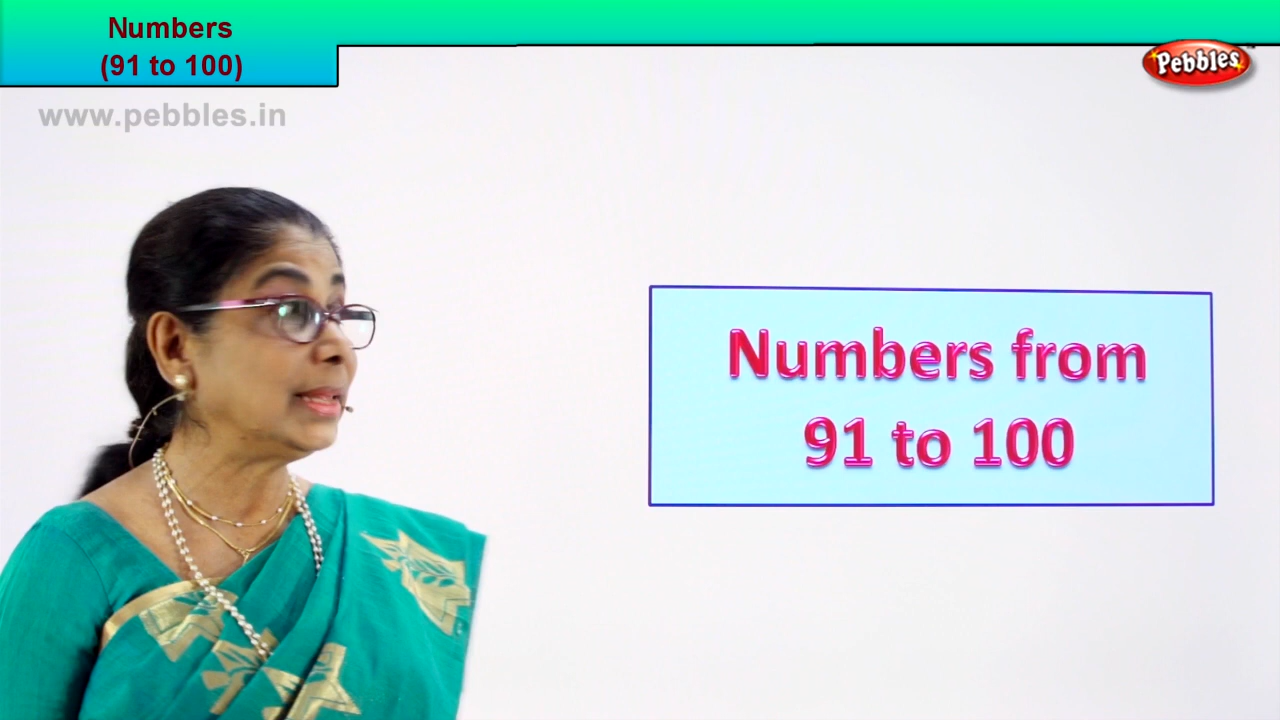 Numbers
(91 to 100)
Pebbles
www.pebbles.in
Numbers from
91 to 100